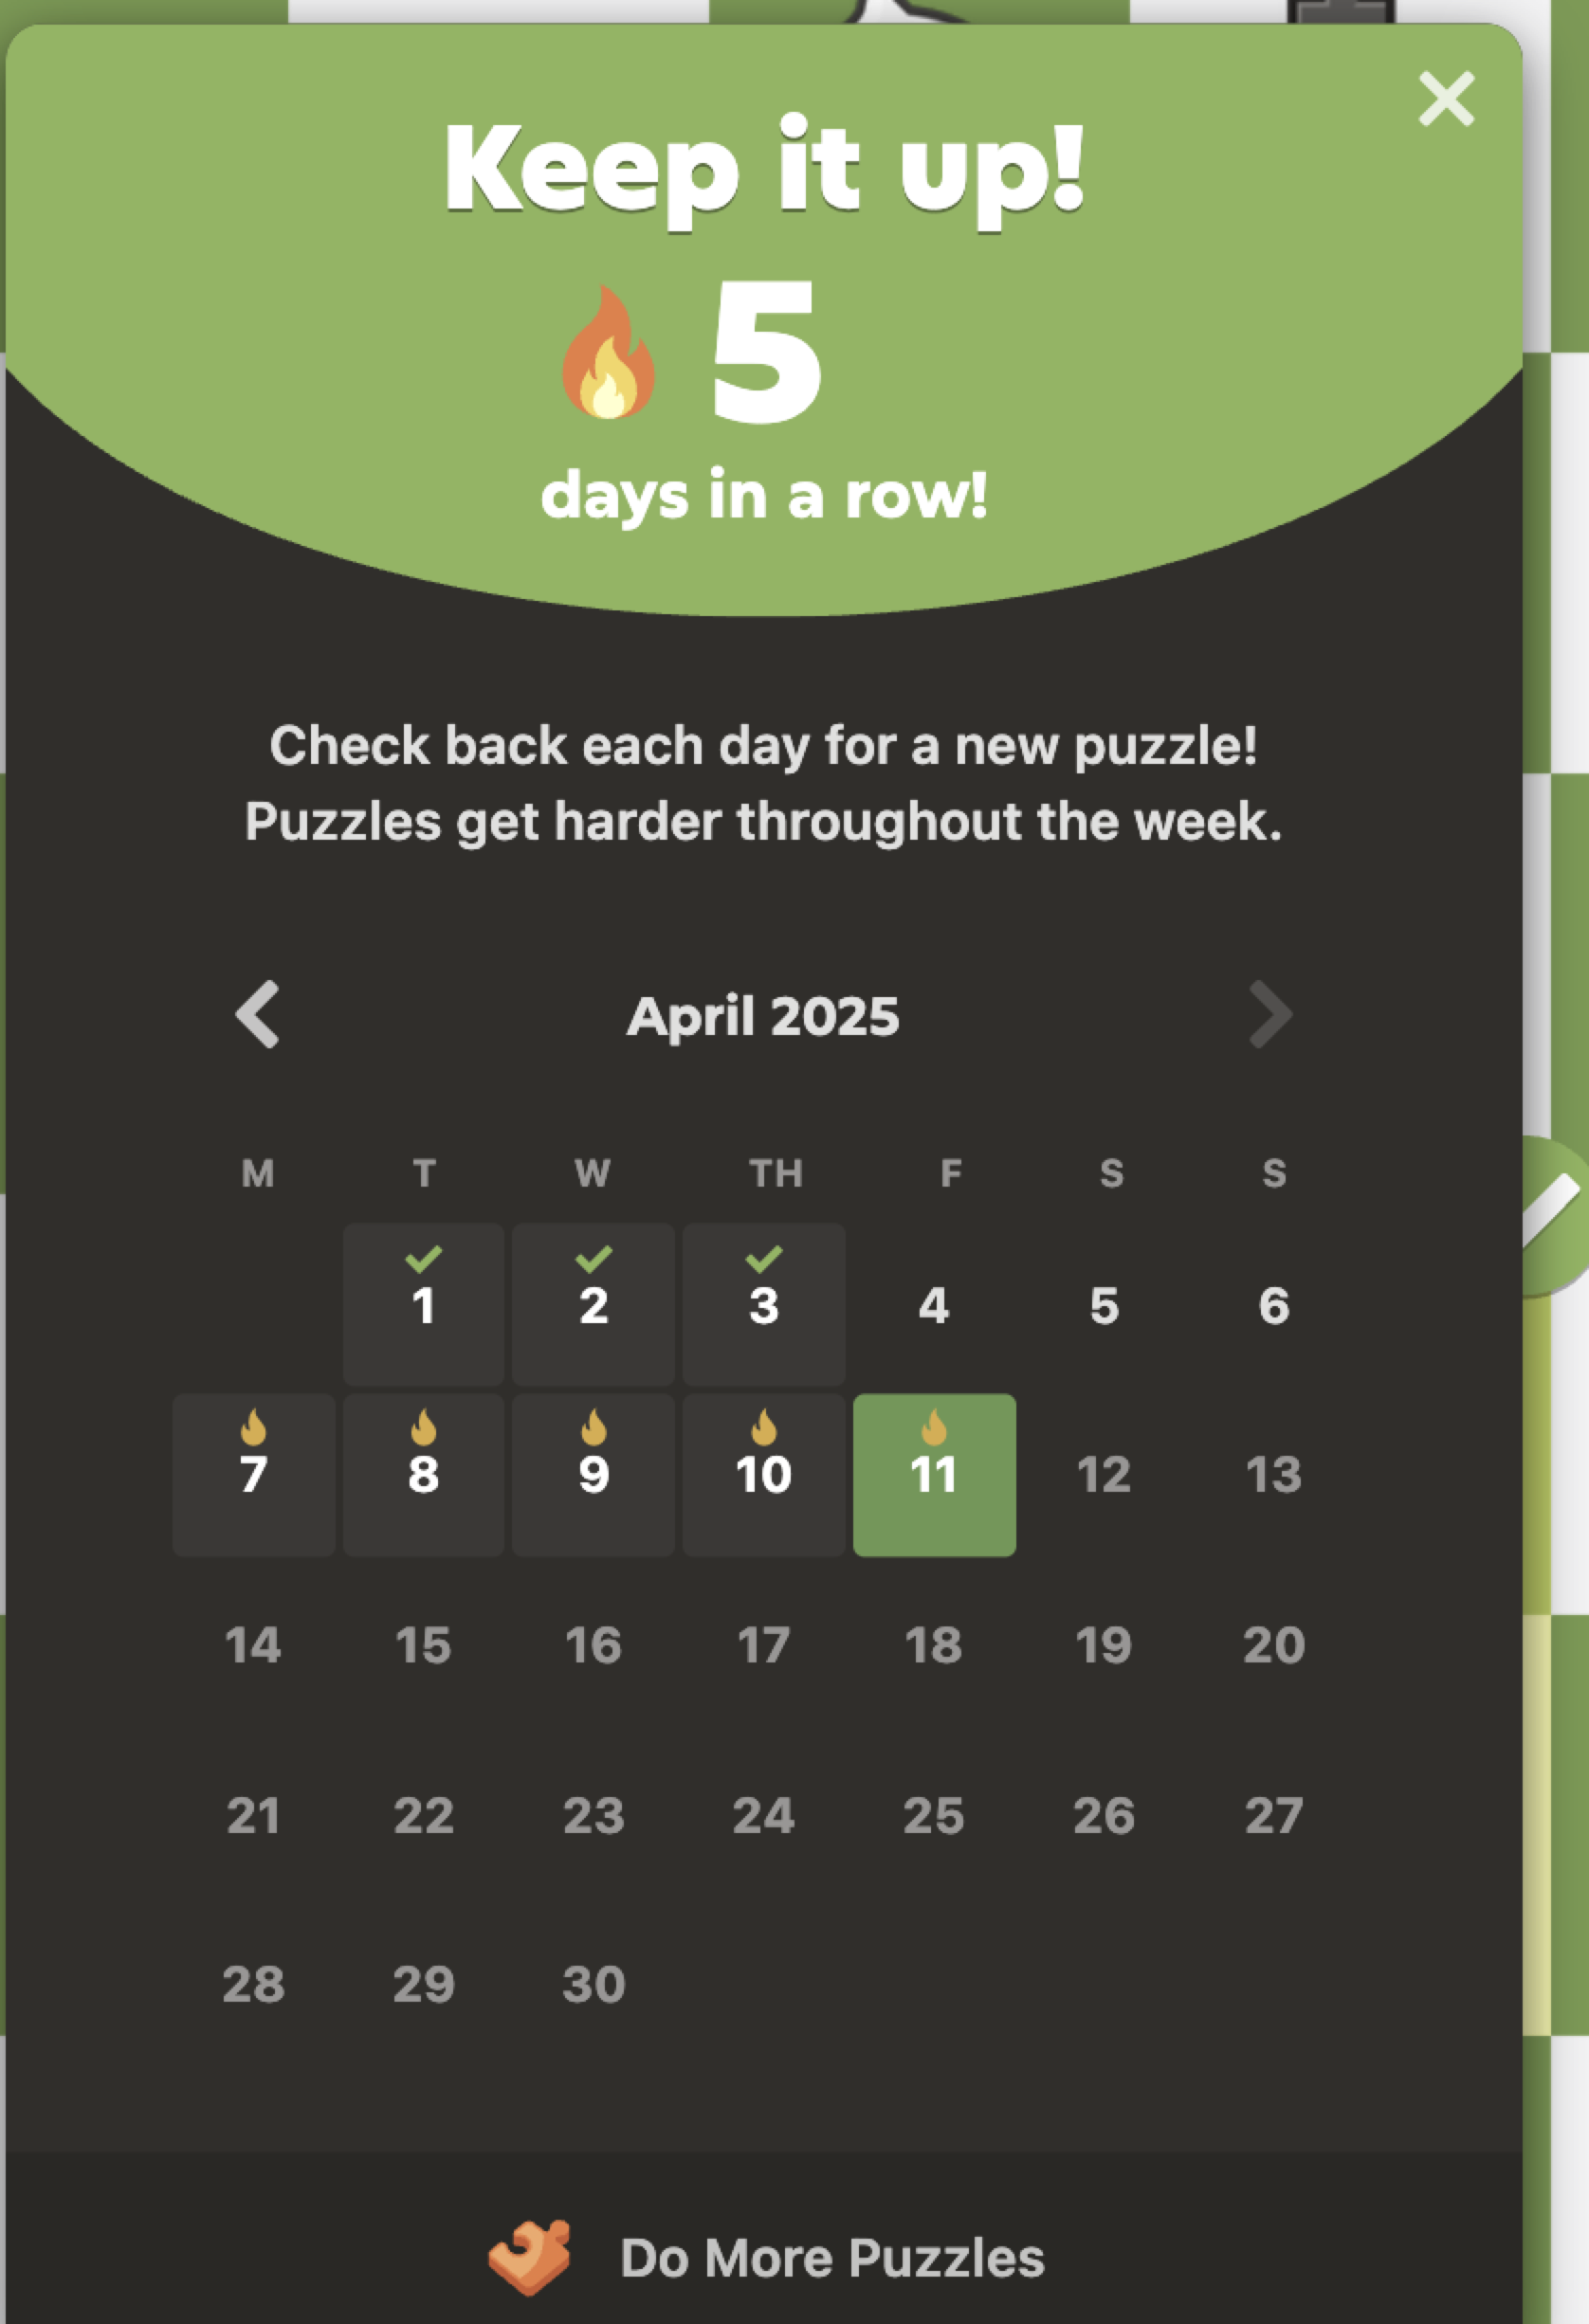 Keep it up!
5
days in a row!
Check back each day for a new puzzle!
Puzzles get harder throughout the week.
April 2025
M T W TH F S S
1 2 3 4 5 6
7 8 9 10 11 12 13
14 15 16 17 18 19 20
21 22 23 24 25 26 27
28 29 30
Do More Puzzles